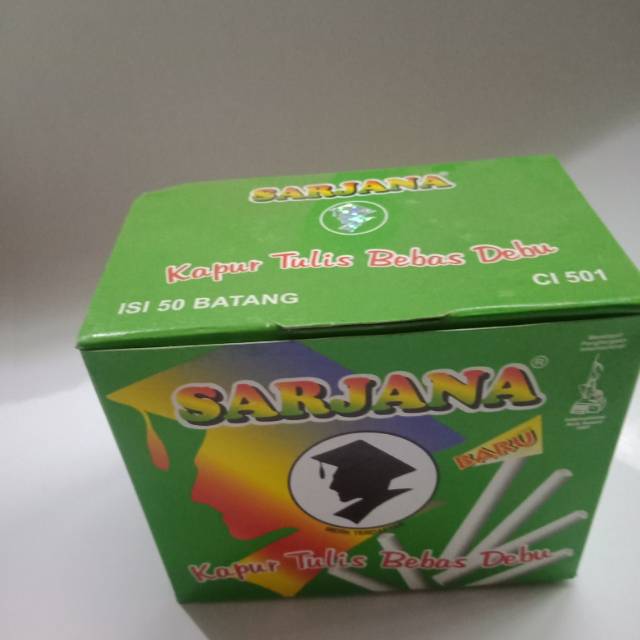 SARJANA
Kapur Tulis Bebas Debu
ISI 50 BATANG
CI 501
SARJANA®
BARU
Kapur Tulis Bebas Debu